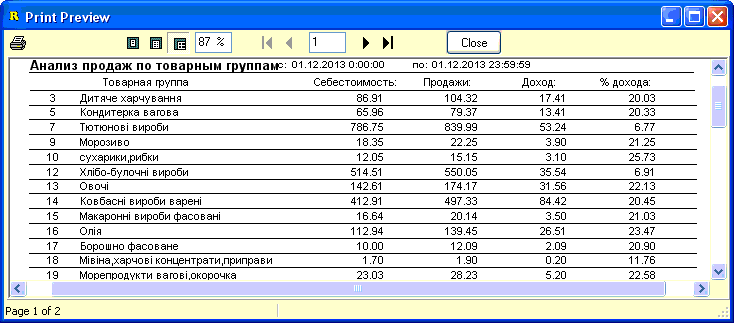 Print Preview
87 % 1 Close
Анализ продаж по товарным группам с: 01.12.2013 0:00:00 по: 01.12.2013 23:59:59
Товарная группа Себестоимость: Продажи: Доход: % дохода:
3 Дитяче харчування 86.91 104.32 17.41 20.03
5 Кондитерка вагова 65.96 79.37 13.41 20.33
7 Тютюнові вироби 786.75 839.99 53.24 6.77
9 Морозиво 18.35 22.25 3.90 21.25
10 сухарики,рибки 12.05 15.15 3.10 25.73
12 Хлібо-булочні вироби 514.51 550.05 35.54 6.91
13 Овочі 142.61 174.17 31.56 22.13
14 Ковбасні вироби варені 412.91 497.33 84.42 20.45
15 Макаронні вироби фасовані 16.64 20.14 3.50 21.03
16 Олія 112.94 139.45 26.51 23.47
17 Борошно фасоване 10.00 12.09 2.09 20.90
18 Мівіна,харчові концентрати,приправи 1.70 1.90 0.20 11.76
19 Морепродукти вагові,окорочка 23.03 28.23 5.20 22.58
Page 1 of 2